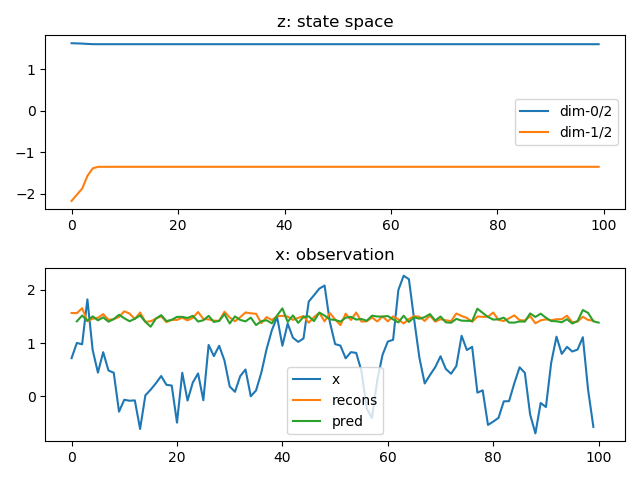 z: state space
1
0
−1
−2
dim-0/2
dim-1/2
0 20 40 60 80 100
x: observation
2
1
0
x
recons
pred
0 20 40 60 80 100